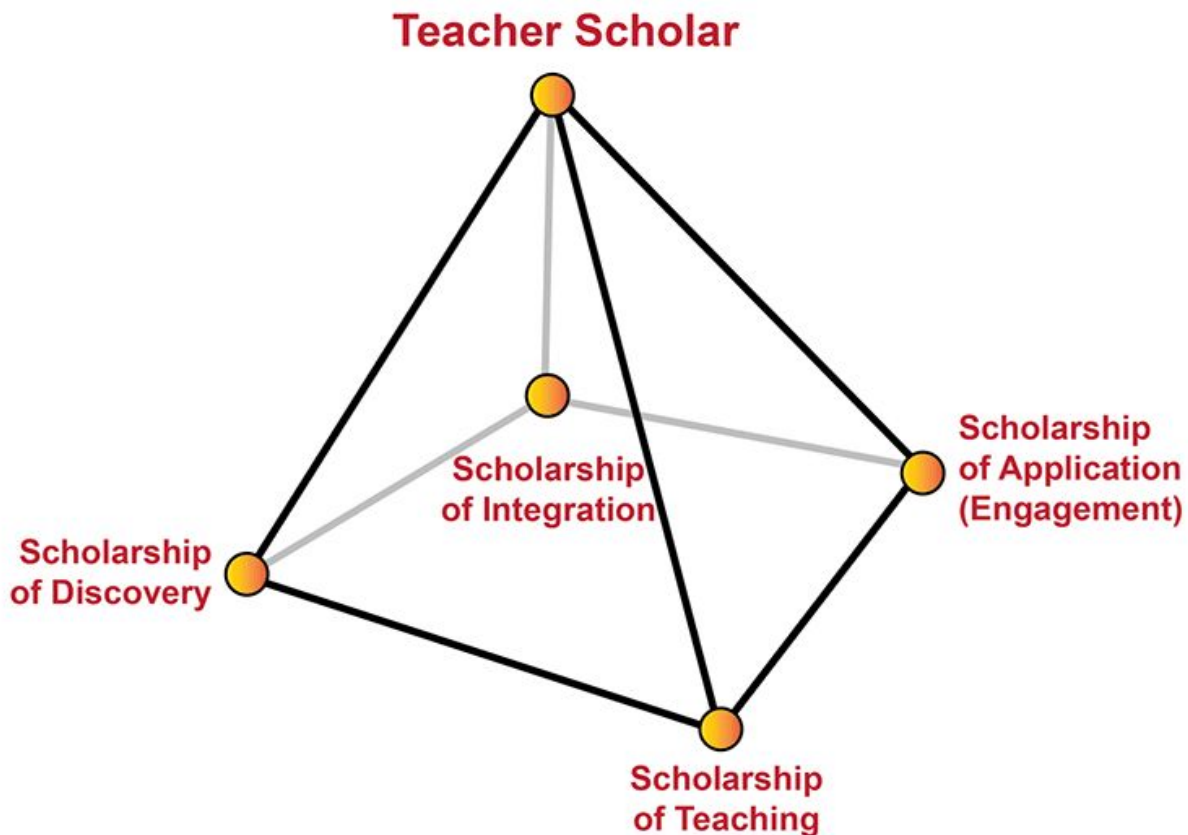 Teacher Scholar
Scholarship
of Integration
Scholarship
of Application
(Engagement)
Scholarship
of Discovery
Scholarship
of Teaching